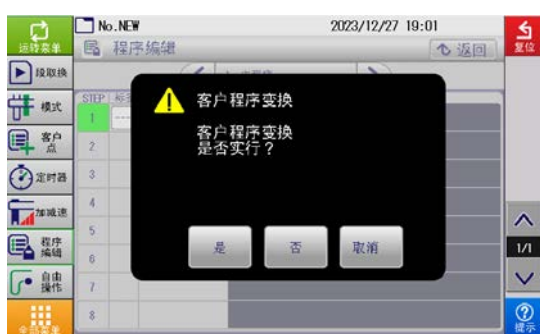 No.NEW
2023/12/27 19:01
运转菜单
程序编缉
返回
复位
段取换
STEP
模式
1
客户程序变换
客户程序变换
是否实行？
客户
点
2
定时器
3
加减速
4
5
程序
编辑
是
否
取消
1/1
6
自由
操作
7
8
全部菜单
提示